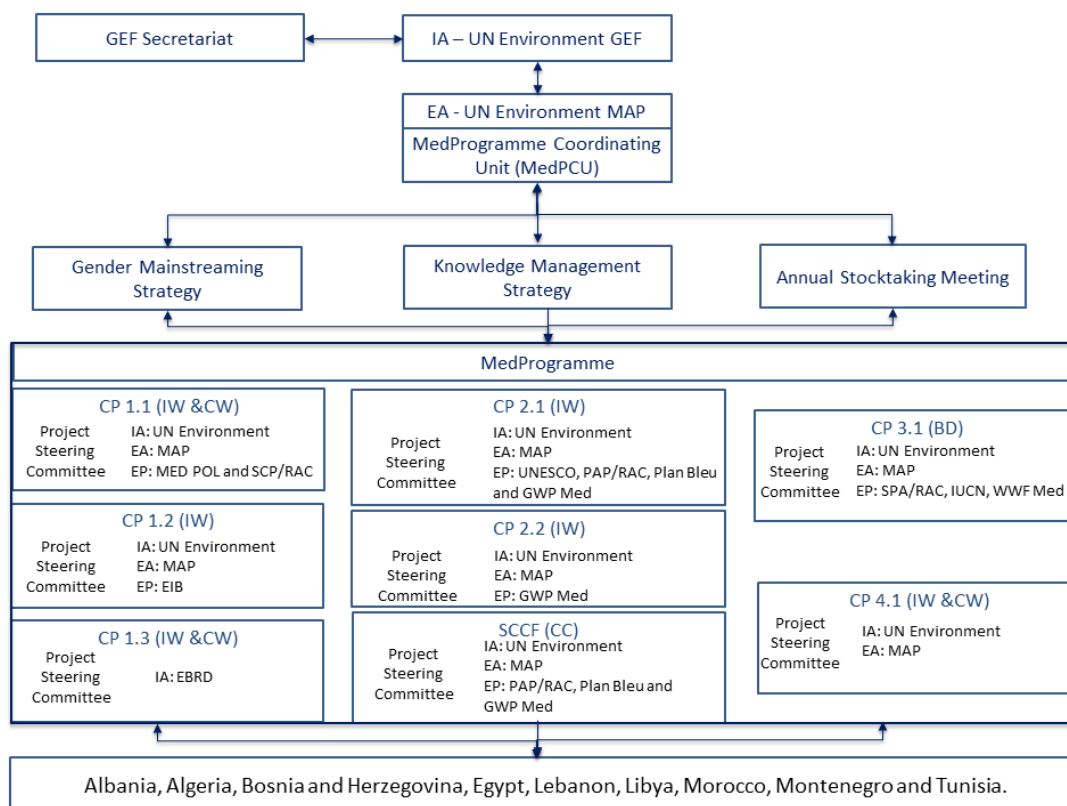 GEF Secretariat
IA – UN Environment GEF
EA - UN Environment MAP
MedProgramme Coordinating
Unit (MedPCU)
Gender Mainstreaming
Strategy
Knowledge Management
Strategy
Annual Stocktaking Meeting
MedProgramme
CP 1.1 (IW &CW)
Project
Steering
Committee
IA: UN Environment
EA: MAP
EP: MED POL and SCP/RAC
CP 1.2 (IW)
Project
Steering
Committee
IA: UN Environment
EA: MAP
EP: EIB
CP 1.3 (IW &CW)
Project
Steering
Committee
IA: EBRD
CP 2.1 (IW)
Project
Steering
Committee
IA: UN Environment
EA: MAP
EP: UNESCO, PAP/RAC, Plan Bleu
and GWP Med
CP 2.2 (IW)
Project
Steering
Committee
IA: UN Environment
EA: MAP
EP: GWP Med
SCCF (CC)
Project
Steering
Committee
IA: UN Environment
EA: MAP
EP: PAP/RAC, Plan Bleu and
GWP Med
CP 3.1 (BD)
Project
Steering
Committee
IA: UN Environment
EA: MAP
EP: SPA/RAC, IUCN, WWF Med
CP 4.1 (IW &CW)
Project
Steering
Committee
IA: UN Environment
EA: MAP
Albania, Algeria, Bosnia and Herzegovina, Egypt, Lebanon, Libya, Morocco, Montenegro and Tunisia.